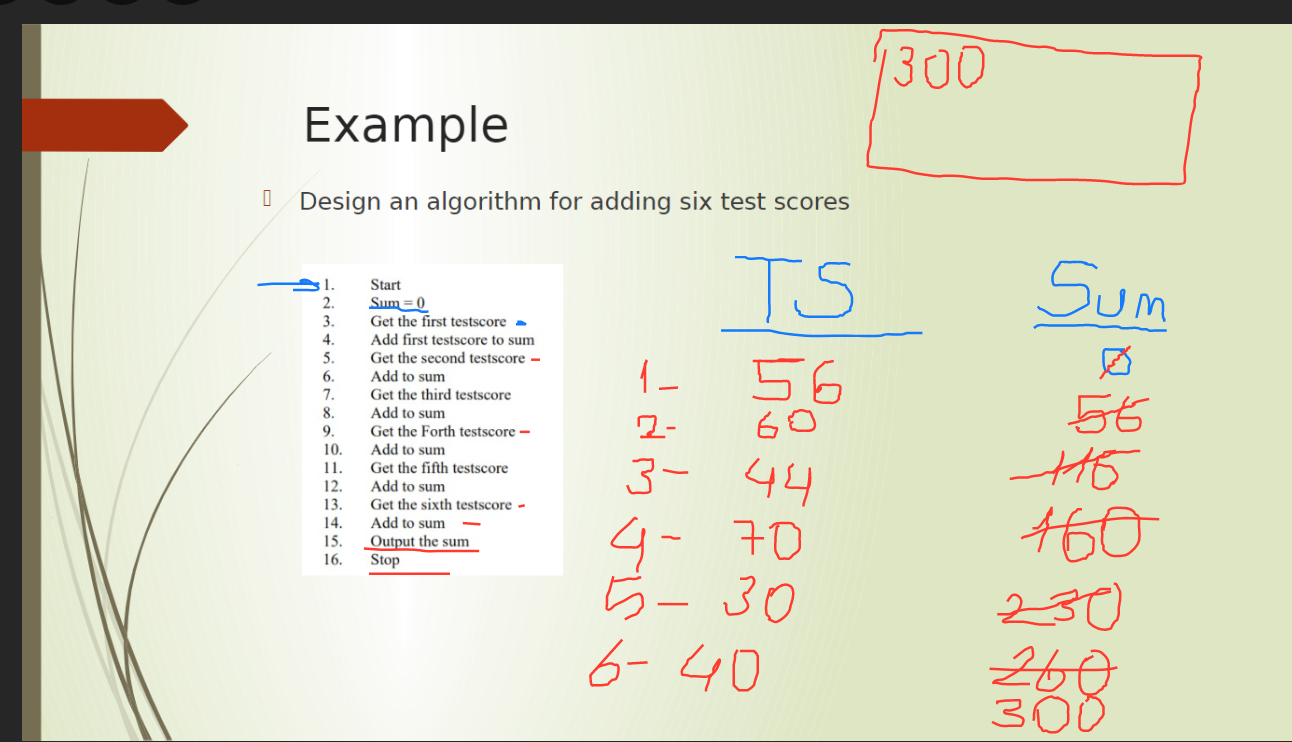 300
Example
Design an algorithm for adding six test scores
1. Start
2. Sum = 0
3. Get the first testscore
4. Add first testscore to sum
5. Get the second testscore
6. Add to sum
7. Get the third testscore
8. Add to sum
9. Get the Forth testscore
10. Add to sum
11. Get the fifth testscore
12. Add to sum
13. Get the sixth testscore
14. Add to sum
15. Output the sum
16. Stop
TS Sum
0
1- 56 56
2- 60 116
3- 44 160
4- 70 230
5- 30 260
6- 40 300